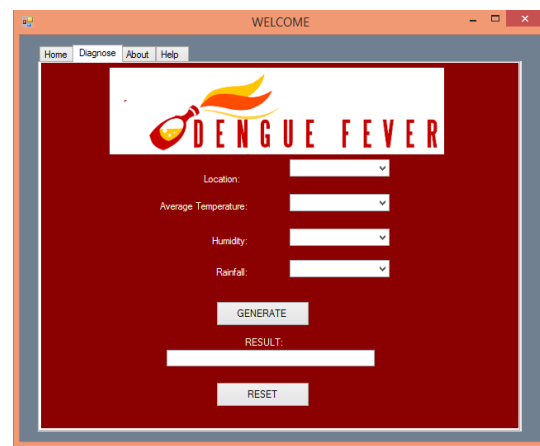 WELCOME
Home Diagnose About Help
DENGUE FEVER
Location:
Average Temperature:
Humidity:
Rainfall:
GENERATE
RESULT:
RESET